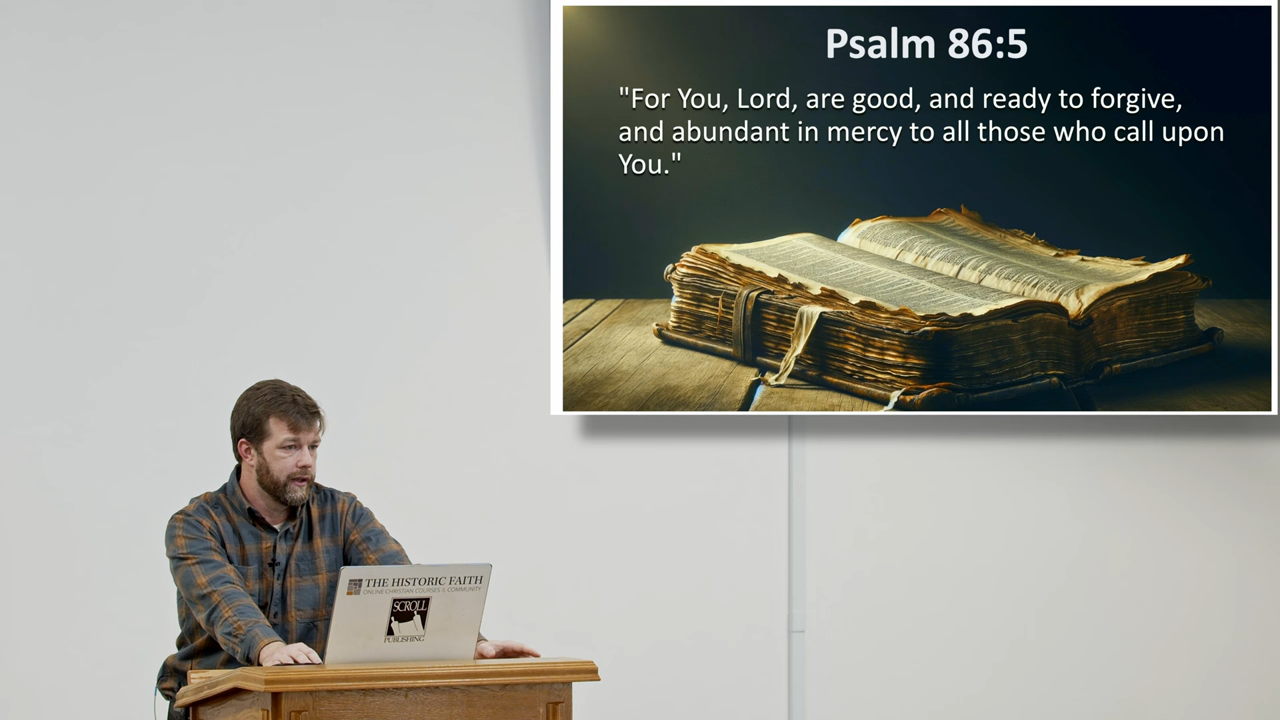 Psalm 86:5
"For You, Lord, are good, and ready to forgive,
and abundant in mercy to all those who call upon
You."
THE HISTORIC FAITH
ONLINE CHRISTIAN COURSES & COMMUNITY
SCROLL
PUBLISHING